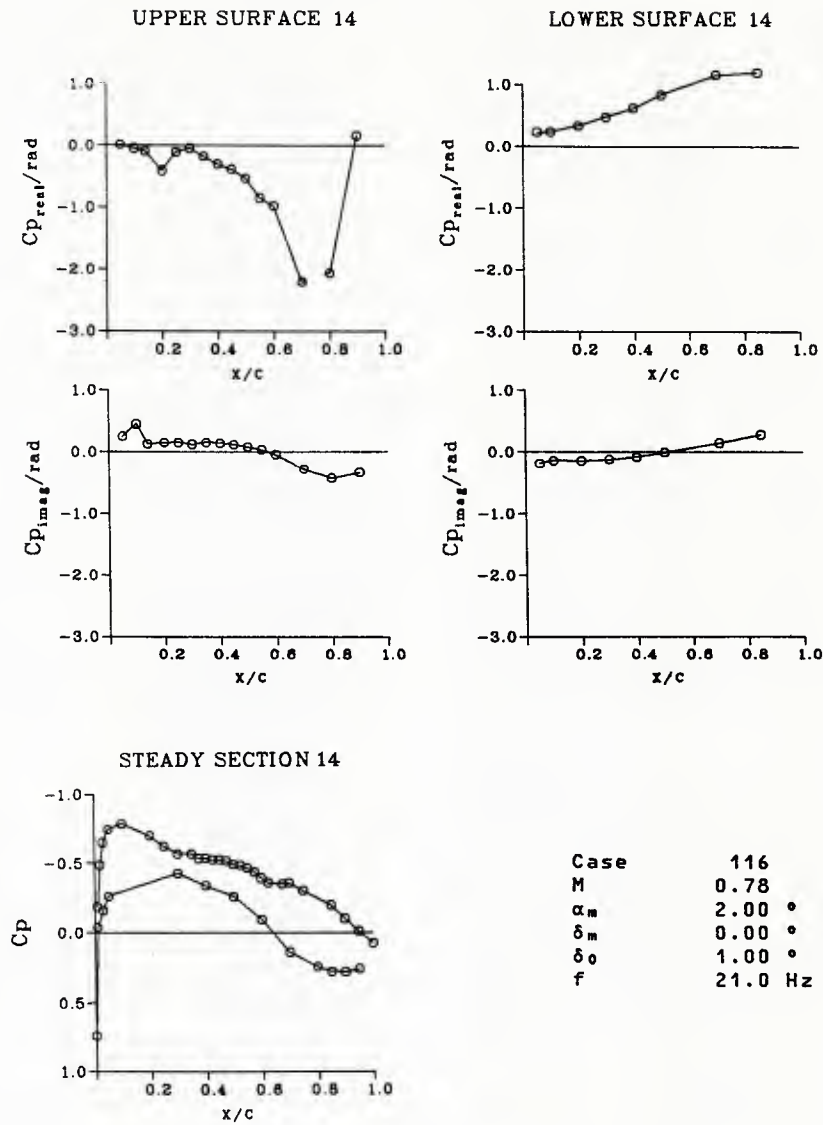 UPPER SURFACE 14
LOWER SURFACE 14
1.0
0.0
-1.0
-2.0
-3.0
Cp_real/rad
0.2 0.4 0.6 0.8 1.0
X/C
1.0
0.0
-1.0
-2.0
-3.0
Cp_real/rad
0.2 0.4 0.6 0.8 1.0
X/C
1.0
0.0
-1.0
-2.0
-3.0
Cp_imag/rad
0.2 0.4 0.6 0.8 1.0
X/C
1.0
0.0
-1.0
-2.0
-3.0
Cp_imag/rad
0.2 0.4 0.6 0.8 1.0
X/C
STEADY SECTION 14
-1.0
-0.5
0.0
0.5
1.0
Cp
0.2 0.4 0.6 0.8 1.0
X/C
Case 116
M 0.78
αm 2.00 °
δm 0.00 °
δ0 1.00 °
f 21.0 Hz